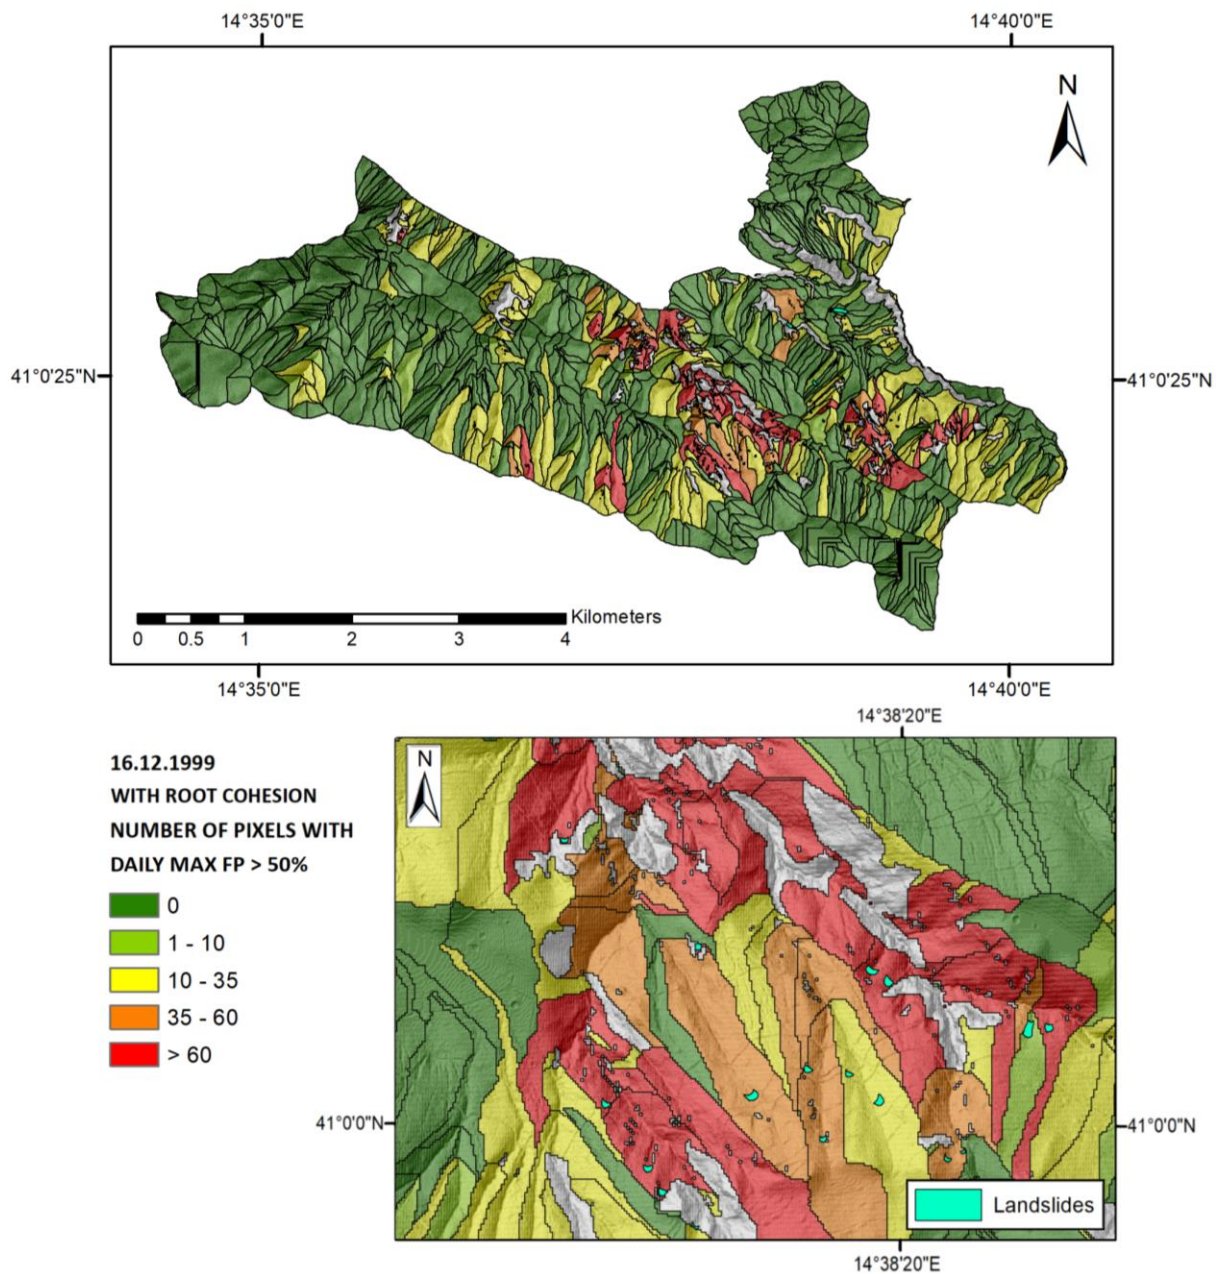 14°35'0"E
14°40'0"E
N
41°0'25"N
41°0'25"N
Kilometers
0 0.5 1 2 3 4
14°35'0"E
14°40'0"E
14°38'20"E
16.12.1999
WITH ROOT COHESION
NUMBER OF PIXELS WITH
DAILY MAX FP > 50%
0
1 - 10
10 - 35
35 - 60
> 60
N
41°0'0"N
41°0'0"N
Landslides
14°38'20"E